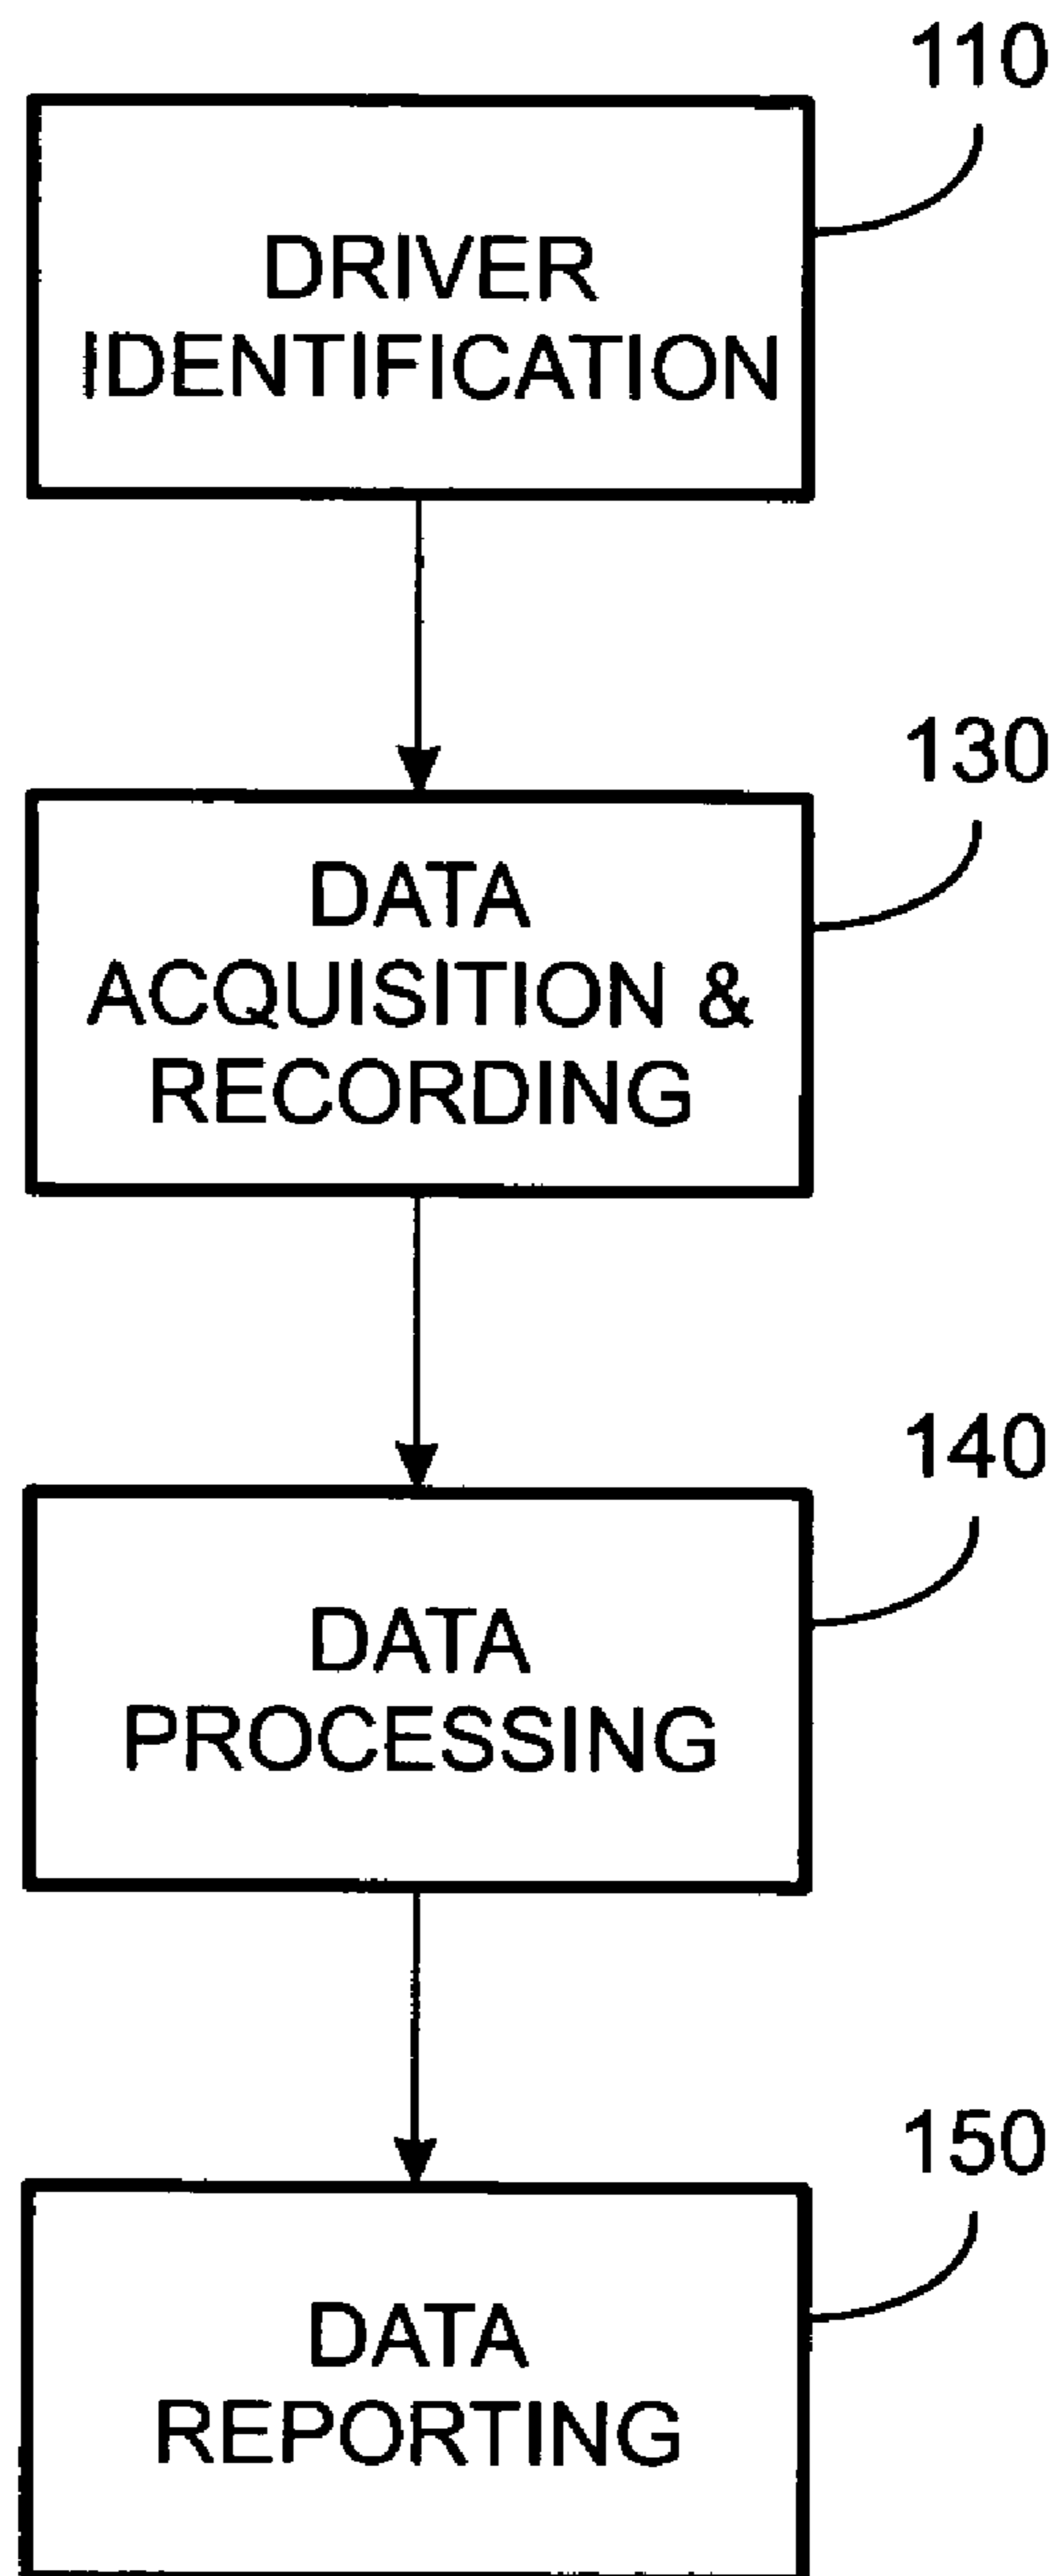 110
DRIVER
IDENTIFICATION
130
DATA
ACQUISITION &
RECORDING
140
DATA
PROCESSING
150
DATA
REPORTING